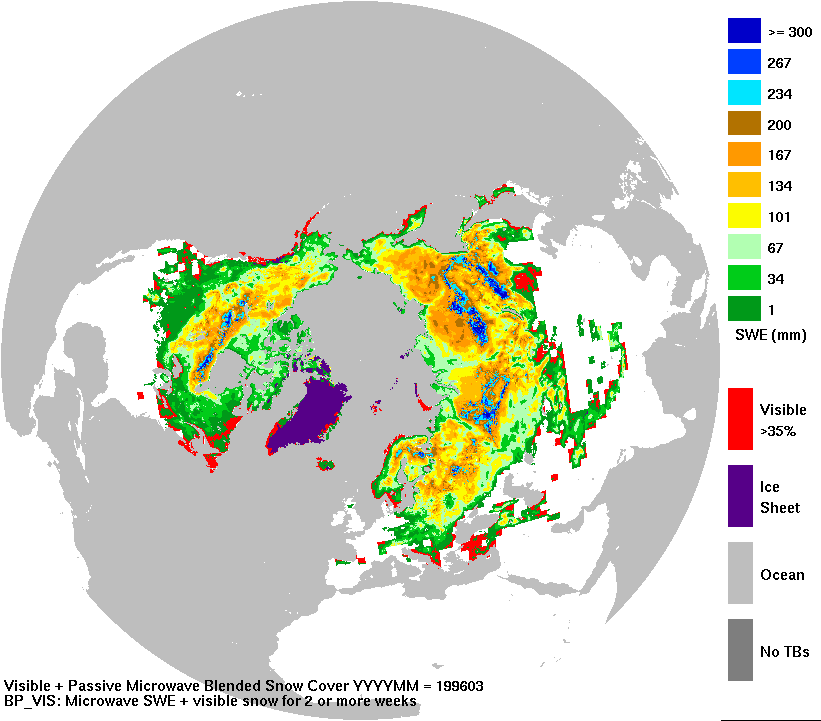 >= 300
267
234
200
167
134
101
67
34
1
SWE (mm)
Visible
>35%
Ice
Sheet
Ocean
No TBs
Visible + Passive Microwave Blended Snow Cover YYYYMM = 199603
BP_VIS: Microwave SWE + visible snow for 2 or more weeks